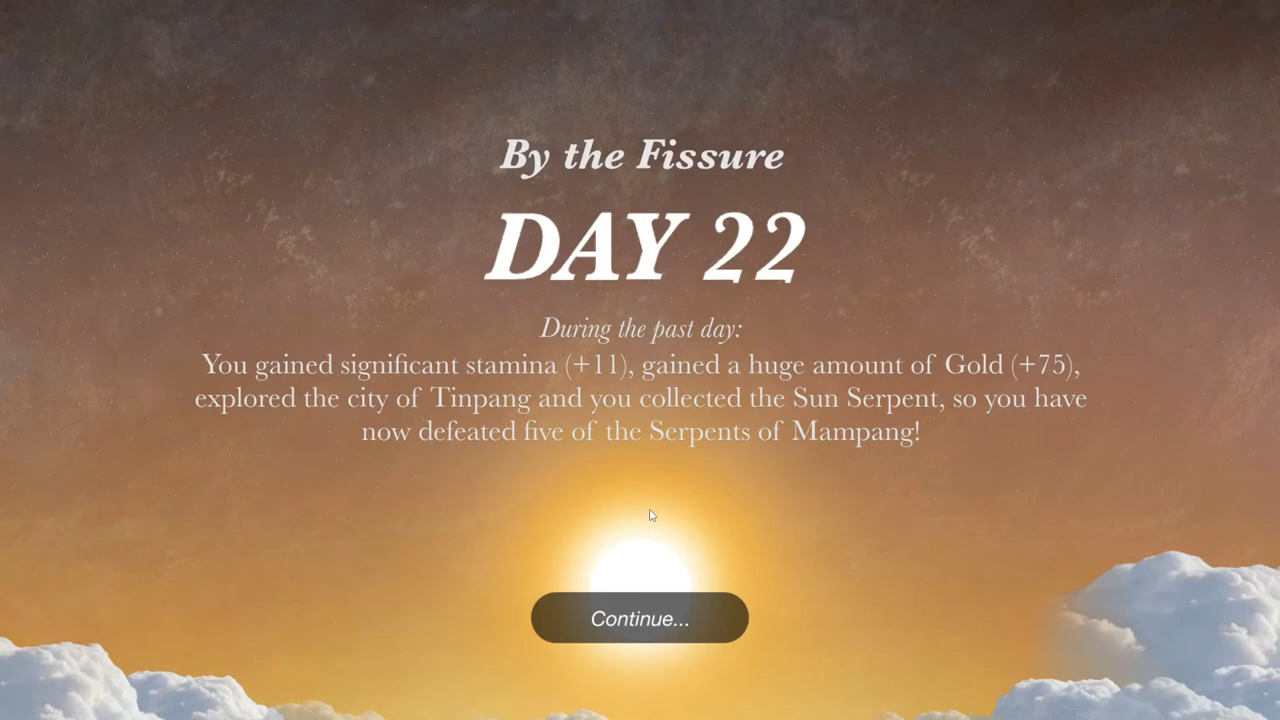 By the Fissure
DAY 22
During the past day:
You gained significant stamina (+11), gained a huge amount of Gold (+75),
explored the city of Tinpang and you collected the Sun Serpent, so you have
now defeated five of the Serpents of Mampang!
Continue...